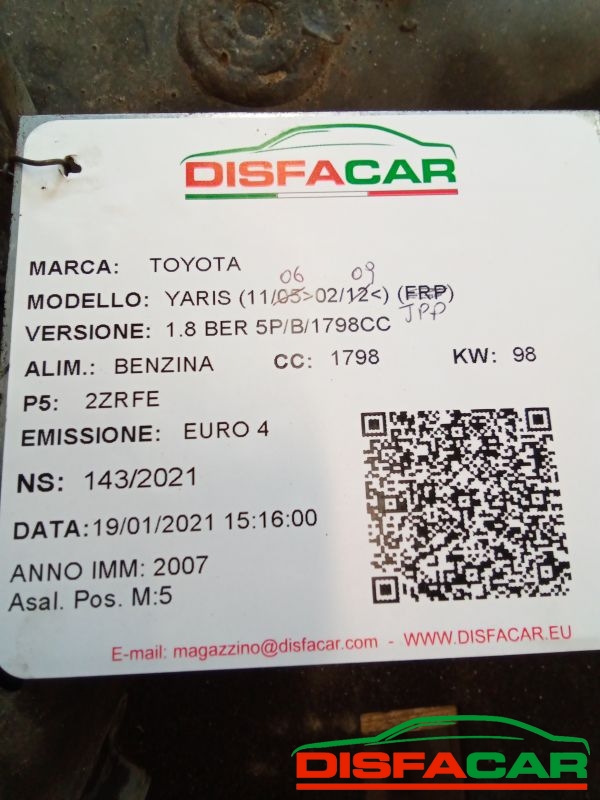 DISFACAR
MARCA: TOYOTA
06 09
MODELLO: YARIS (11/05>02/12<) (FRP)
JPP
VERSIONE: 1.8 BER 5P/B/1798CC
ALIM.: BENZINA CC: 1798 KW: 98
P5: 2ZRFE
EMISSIONE: EURO 4
NS: 143/2021
DATA:19/01/2021 15:16:00
ANNO IMM: 2007
Asal. Pos. M:5
E-mail: magazzino@disfacar.com - WWW.DISFACAR.EU
DISFACAR